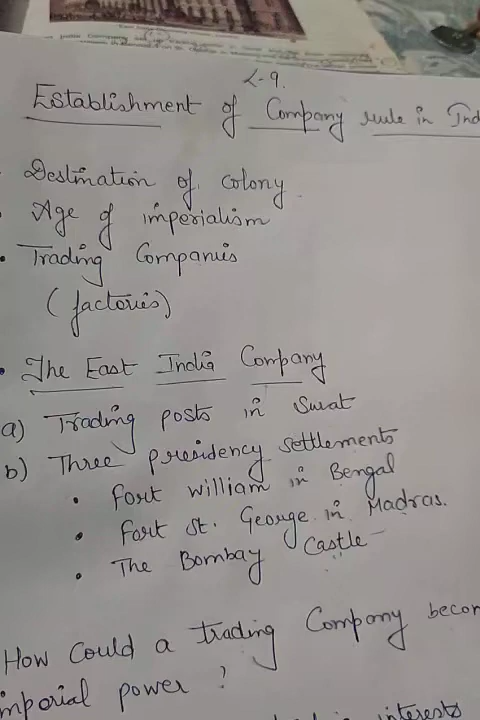 L-9.
Establishment of Company rule in Ind
Destination of colony.
Age of imperialism
Trading Companies
(factories)
The East India Company
a) Trading posts in Surat
b) Three presidency settlements
• Fort william in Bengal
• Fort St. George in Madras.
• The Bombay Castle
How could a trading Company becom
imperial power ?
interests